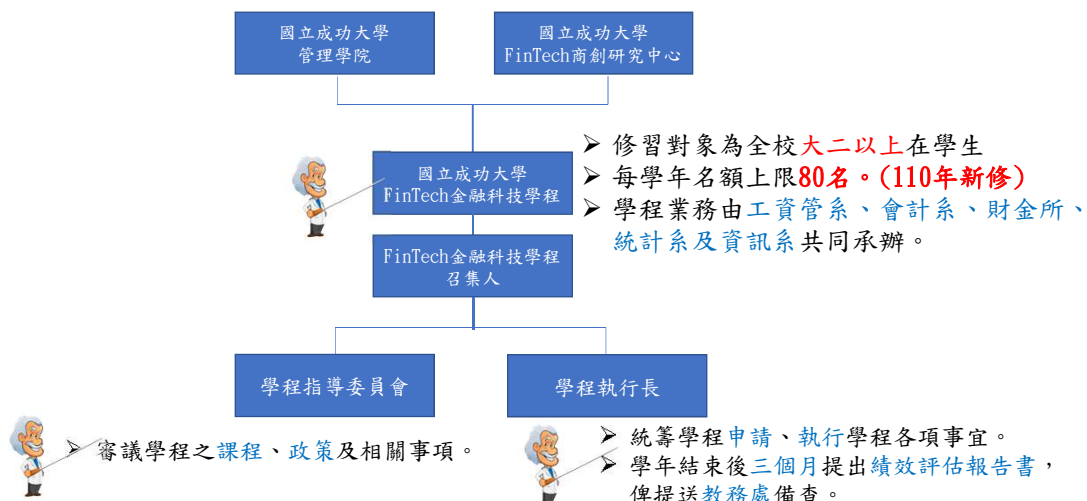 國立成功大學
管理學院
國立成功大學
FinTech商創研究中心
國立成功大學
FinTech金融科技學程
➢ 修習對象為全校大二以上在學生
➢ 每學年名額上限80名。(110年新修)
➢ 學程業務由工資管系、會計系、財金所、
統計系及資訊系共同承辦。
FinTech金融科技學程
召集人
學程指導委員會
學程執行長
➢ 審議學程之課程、政策及相關事項。
➢ 統籌學程申請、執行學程各項事宜。
➢ 學年結束後三個月提出績效評估報告書，
俾提送教務處備查。